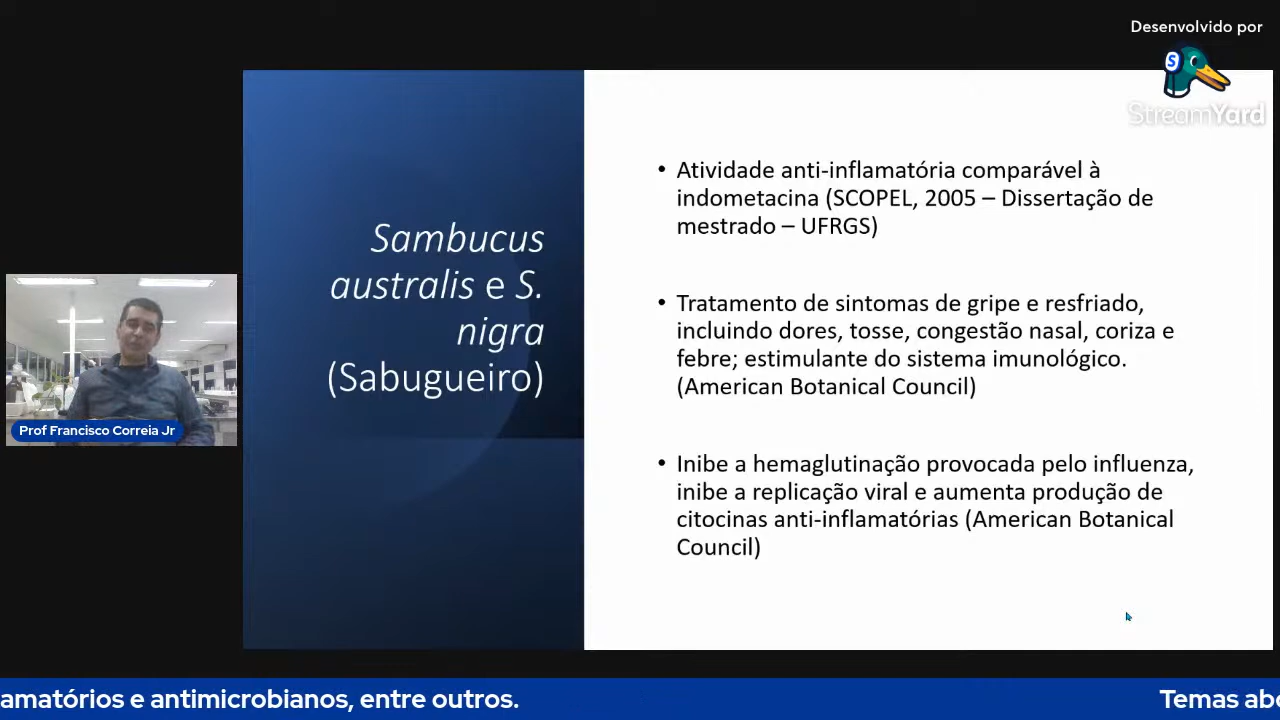 Desenvolvido por
S
StreamYard
Sambucus
australis e S.
nigra
(Sabugueiro)
• Atividade anti-inflamatória comparável à
indometacina (SCOPEL, 2005 – Dissertação de
mestrado – UFRGS)
• Tratamento de sintomas de gripe e resfriado,
incluindo dores, tosse, congestão nasal, coriza e
febre; estimulante do sistema imunológico.
(American Botanical Council)
• Inibe a hemaglutinação provocada pelo influenza,
inibe a replicação viral e aumenta produção de
citocinas anti-inflamatórias (American Botanical
Council)
Prof Francisco Correia Jr
amatórios e antimicrobianos, entre outros.
Temas abo